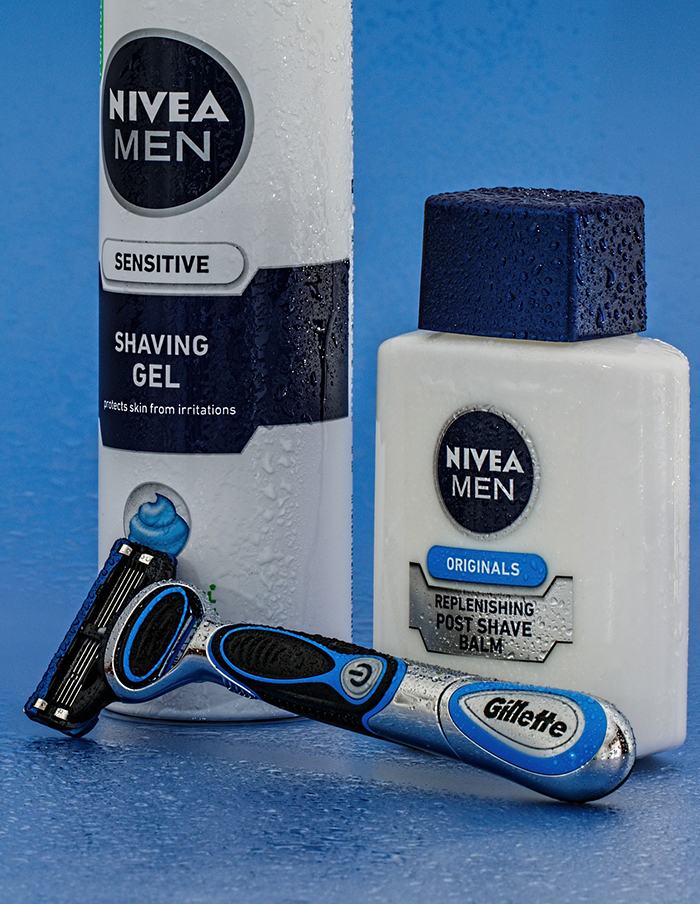 NIVEA
MEN
SENSITIVE
SHAVING
GEL
protects skin from irritations
NIVEA
MEN
ORIGINALS
REPLENISHING
POST SHAVE
BALM
Gillette